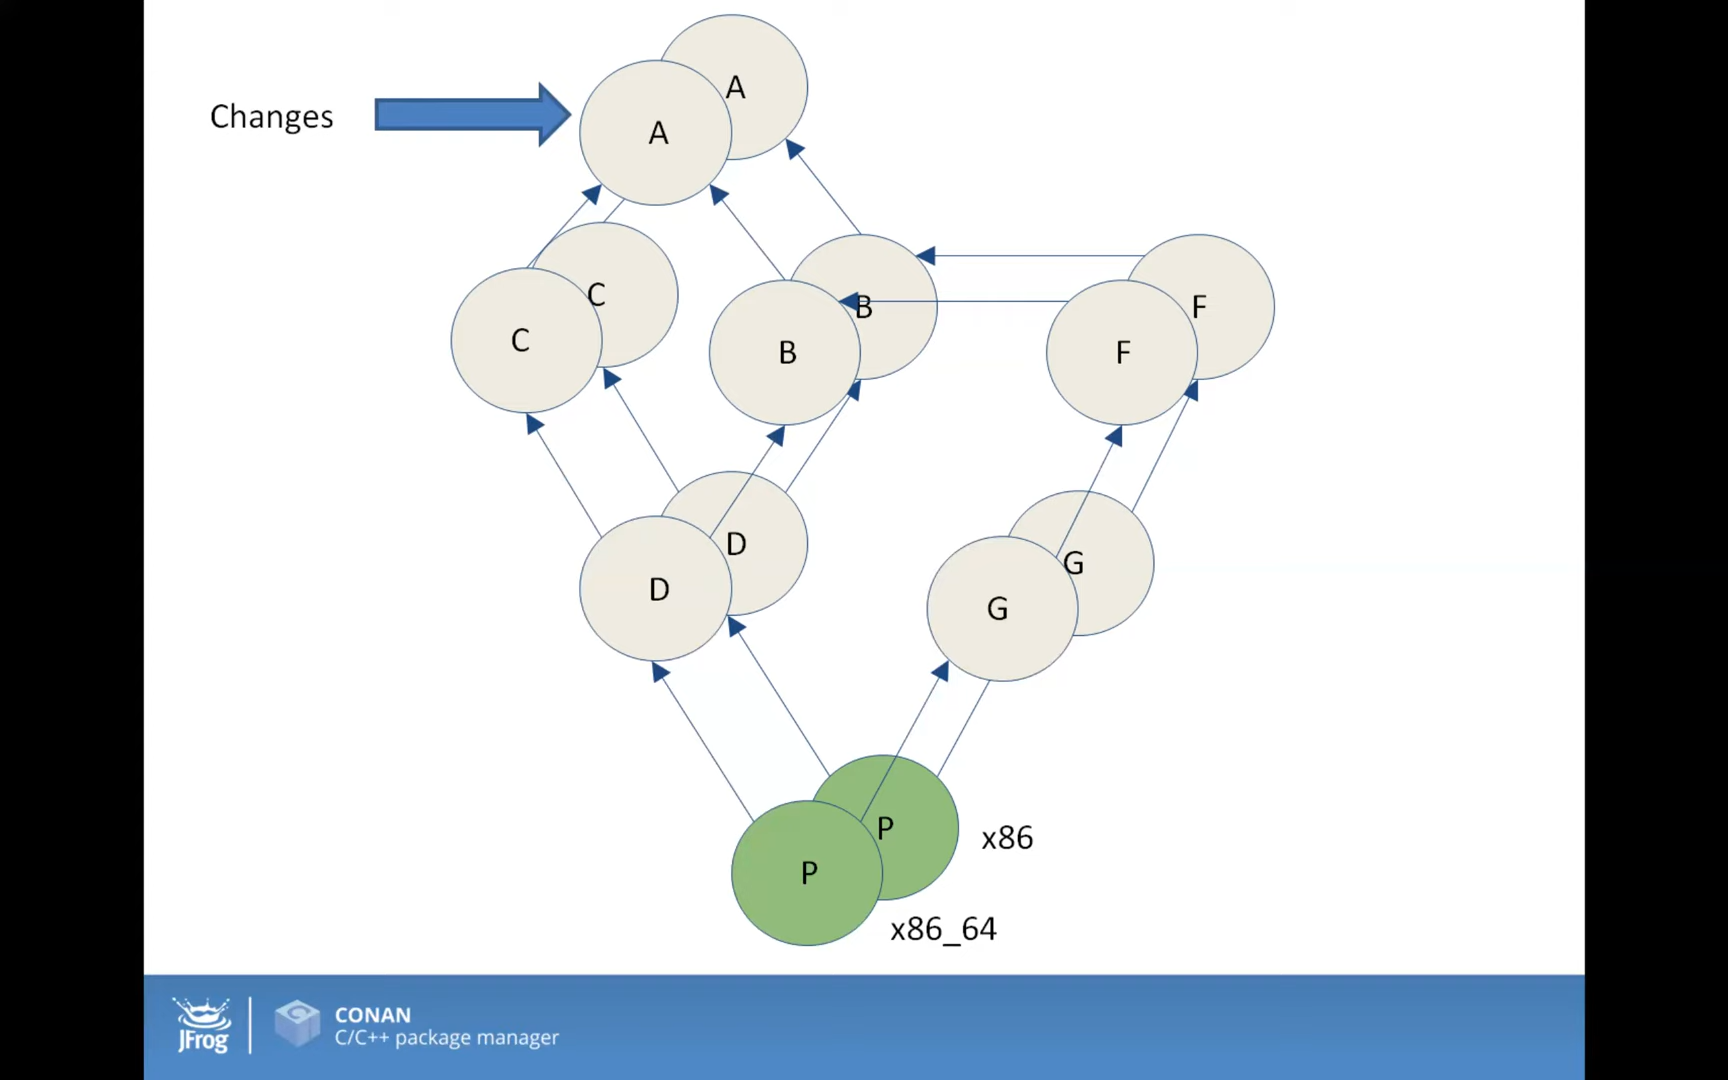 A
Changes
A
C
B
F
C
B
F
D
D
G
G
P
x86
P
x86_64
JFrog
CONAN
C/C++ package manager